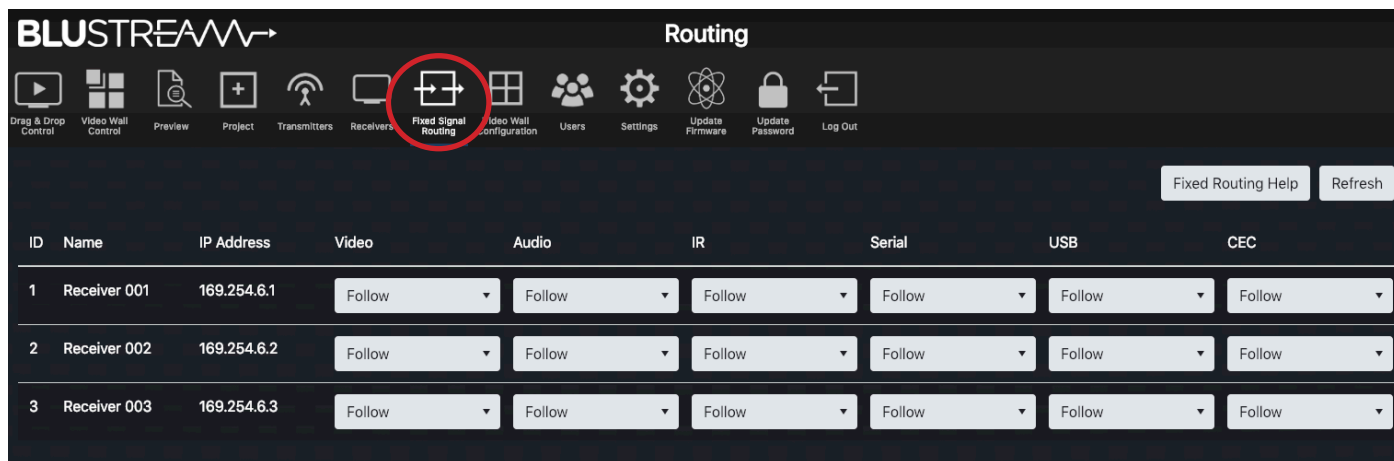 BLUSTREAM
Routing
Drag & Drop Control
Video Wall Control
Preview
Project
Transmitters
Receivers
Fixed Signal Routing
Video Wall Configuration
Users
Settings
Update Firmware
Update Password
Log Out
Fixed Routing Help
Refresh
ID Name IP Address Video Audio IR Serial USB CEC
1 Receiver 001 169.254.6.1 Follow Follow Follow Follow Follow Follow
2 Receiver 002 169.254.6.2 Follow Follow Follow Follow Follow Follow
3 Receiver 003 169.254.6.3 Follow Follow Follow Follow Follow Follow